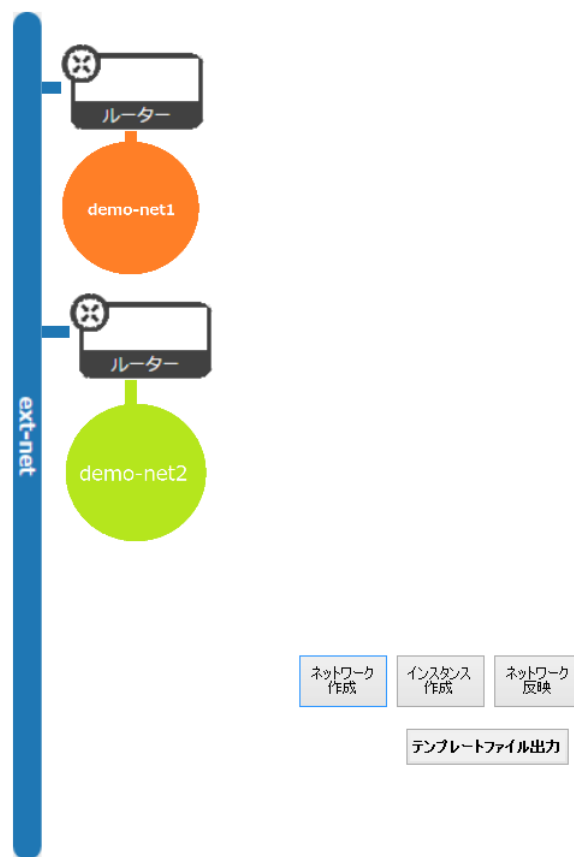 ルーター
demo-net1
ルーター
ext-net
demo-net2
ネットワーク
作成
インスタンス
作成
ネットワーク
反映
テンプレートファイル出力